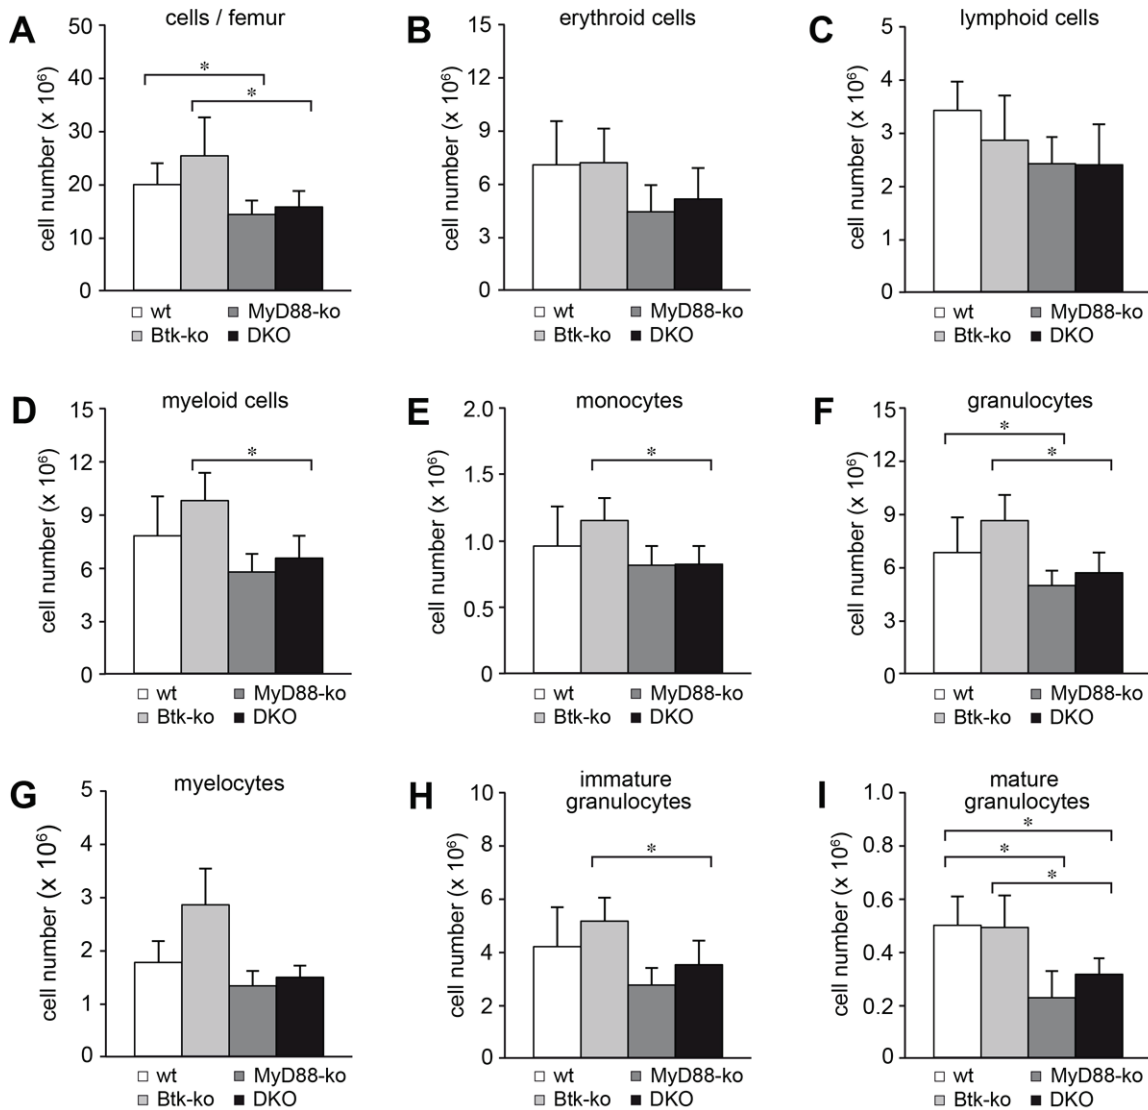 A
cells / femur
cell number (x 10⁶)
50
40
30
20
10
0
*
*
wt
MyD88-ko
Btk-ko
DKO
B
erythroid cells
cell number (x 10⁶)
15
12
9
6
3
0
wt
MyD88-ko
Btk-ko
DKO
C
lymphoid cells
cell number (x 10⁶)
5
4
3
2
1
0
wt
MyD88-ko
Btk-ko
DKO
D
myeloid cells
cell number (x 10⁶)
15
12
9
6
3
0
*
wt
MyD88-ko
Btk-ko
DKO
E
monocytes
cell number (x 10⁶)
2.0
1.5
1.0
0.5
0
*
wt
MyD88-ko
Btk-ko
DKO
F
granulocytes
cell number (x 10⁶)
15
12
9
6
3
0
*
*
wt
MyD88-ko
Btk-ko
DKO
G
myelocytes
cell number (x 10⁶)
5
4
3
2
1
0
wt
MyD88-ko
Btk-ko
DKO
H
immature
granulocytes
cell number (x 10⁶)
10
8
6
4
2
0
*
wt
MyD88-ko
Btk-ko
DKO
I
mature
granulocytes
cell number (x 10⁶)
1.0
0.8
0.6
0.4
0.2
0
*
*
*
wt
MyD88-ko
Btk-ko
DKO